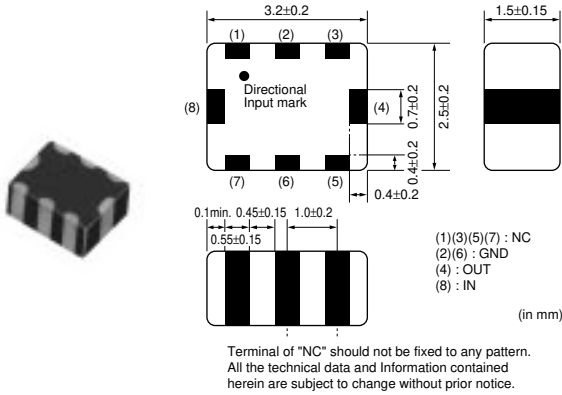 3.2±0.2
1.5±0.15
(1) (2) (3)
Directional
Input mark
(8)
(4)
0.7±0.2
2.5±0.2
0.4±0.2
(7) (6) (5)
0.4±0.2
0.1min. 0.45±0.15 1.0±0.2
0.55±0.15
(1)(3)(5)(7) : NC
(2)(6) : GND
(4) : OUT
(8) : IN
(in mm)
Terminal of "NC" should not be fixed to any pattern.
All the technical data and Information contained
herein are subject to change without prior notice.